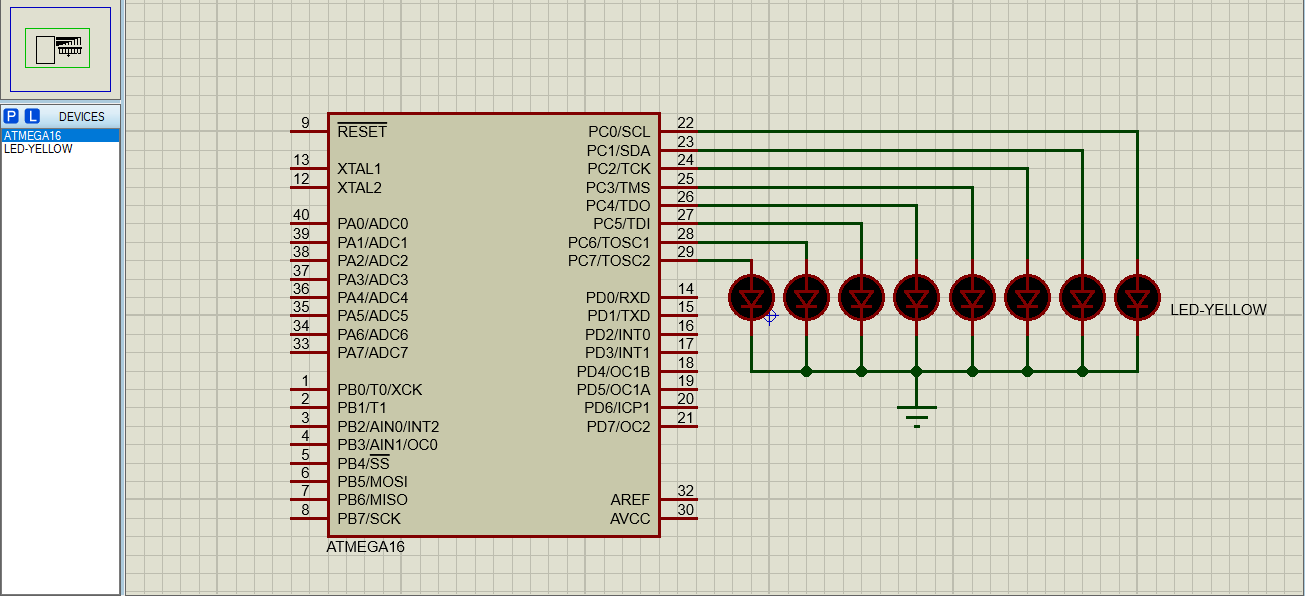 P L DEVICES
ATMEGA16
LED-YELLOW
9 RESET
13 XTAL1
12 XTAL2
40 PA0/ADC0
39 PA1/ADC1
38 PA2/ADC2
37 PA3/ADC3
36 PA4/ADC4
35 PA5/ADC5
34 PA6/ADC6
33 PA7/ADC7
1 PB0/T0/XCK
2 PB1/T1
3 PB2/AIN0/INT2
4 PB3/AIN1/OC0
5 PB4/SS
6 PB5/MOSI
7 PB6/MISO
8 PB7/SCK
PC0/SCL 22
PC1/SDA 23
PC2/TCK 24
PC3/TMS 25
PC4/TDO 26
PC5/TDI 27
PC6/TOSC1 28
PC7/TOSC2 29
PD0/RXD 14
PD1/TXD 15
PD2/INT0 16
PD3/INT1 17
PD4/OC1B 18
PD5/OC1A 19
PD6/ICP1 20
PD7/OC2 21
AREF 32
AVCC 30
ATMEGA16
LED-YELLOW